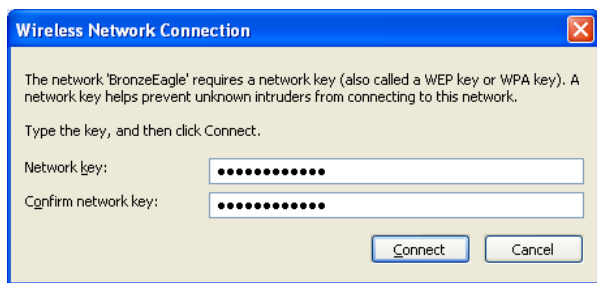 Wireless Network Connection
The network 'BronzeEagle' requires a network key (also called a WEP key or WPA key). A
network key helps prevent unknown intruders from connecting to this network.
Type the key, and then click Connect.
Network key: ●●●●●●●●●●●●
Confirm network key: ●●●●●●●●●●●●
Connect Cancel